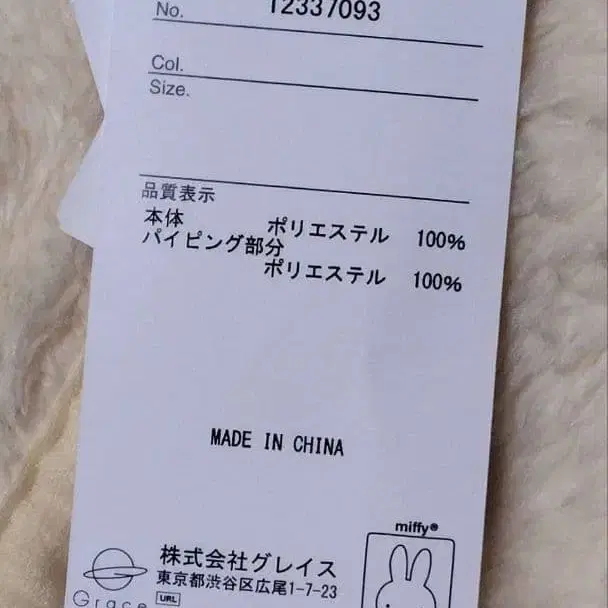 No. 12337093
Col.
Size.
品質表示
本体 ポリエステル 100%
パイピング部分
ポリエステル 100%
MADE IN CHINA
miffy®
株式会社グレイス
東京都渋谷区広尾1-7-23
Grace URL